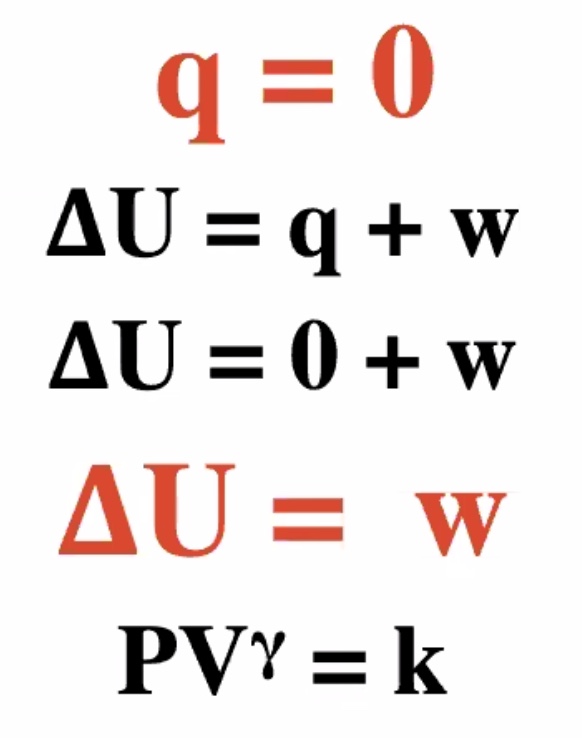 q = 0
ΔU = q + w
ΔU = 0 + w
ΔU = w
PVᵞ = k